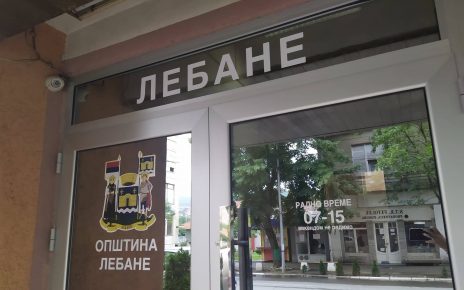 ЛЕБАНЕ
ОПШТИНА
ЛЕБАНЕ
РАДНО ВРЕМЕ
07-15
викендом не радимо